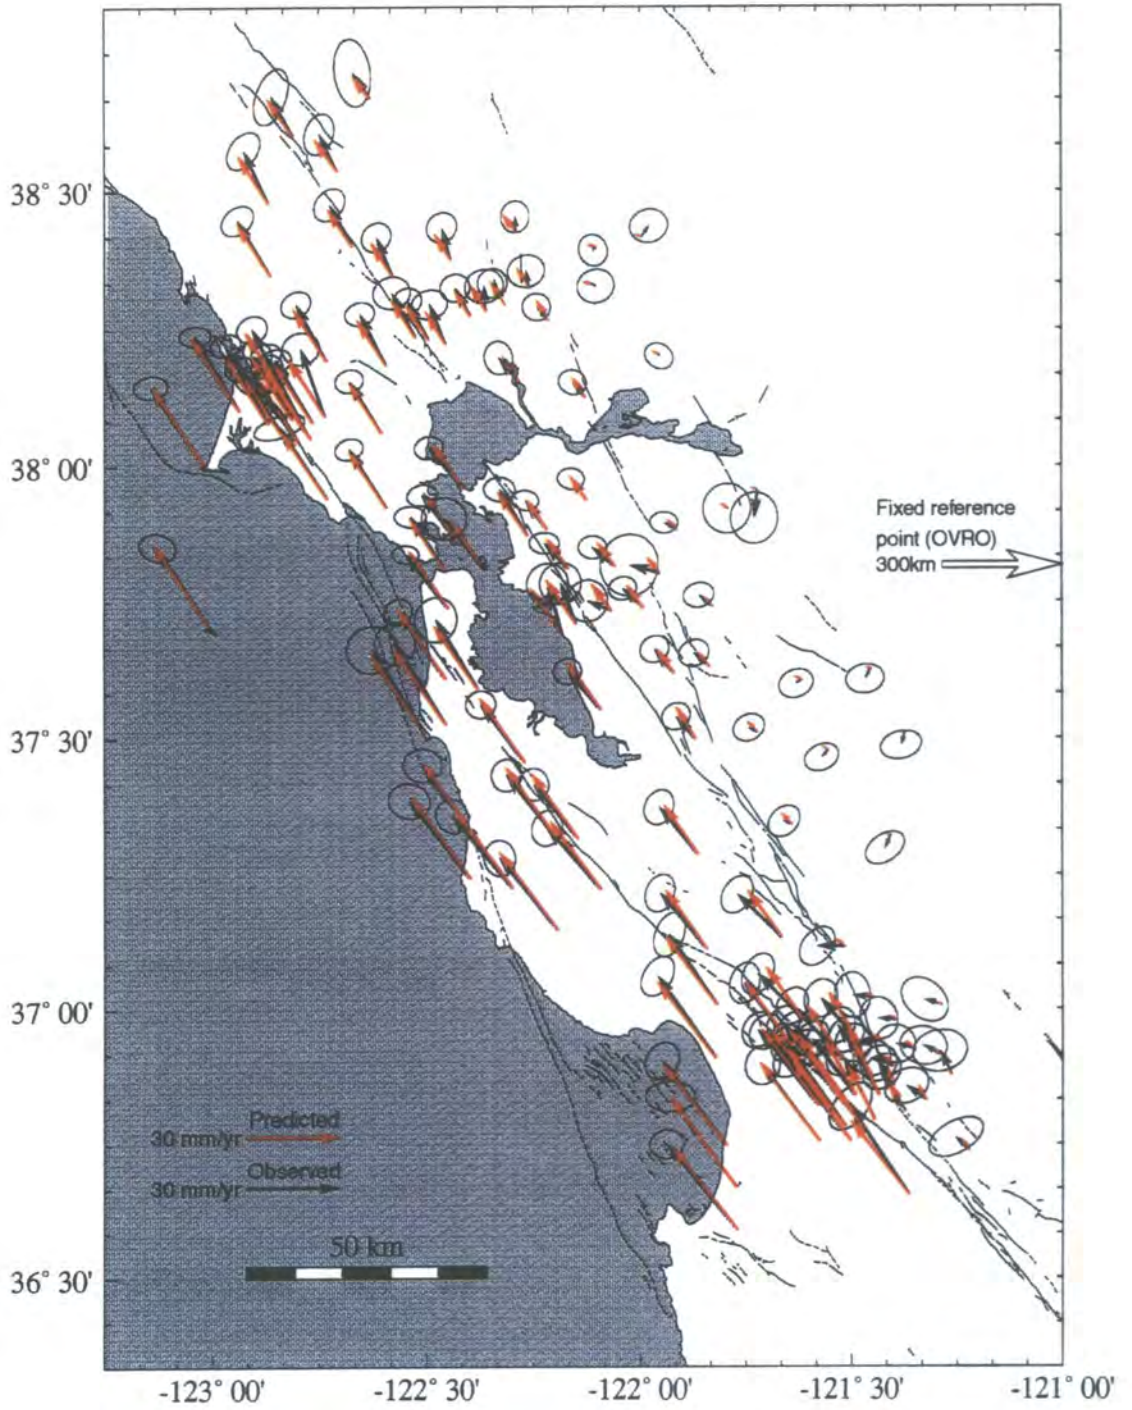 38° 30'
38° 00'
Fixed reference
point (OVRO)
300km
37° 30'
37° 00'
Predicted
30 mm/yr
Observed
30 mm/yr
50 km
36° 30'
-123° 00'
-122° 30'
-122° 00'
-121° 30'
-121° 00'